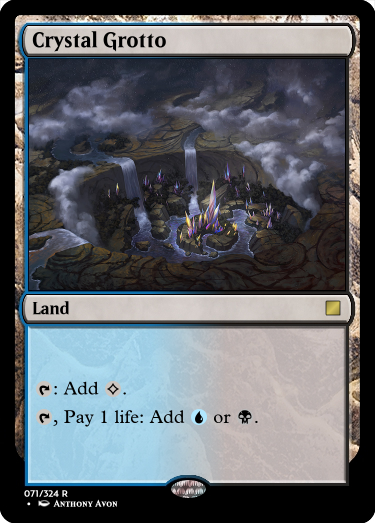 Crystal Grotto
Land
: Add .
, Pay 1 life: Add or .
071/324 R
• Anthony Avon